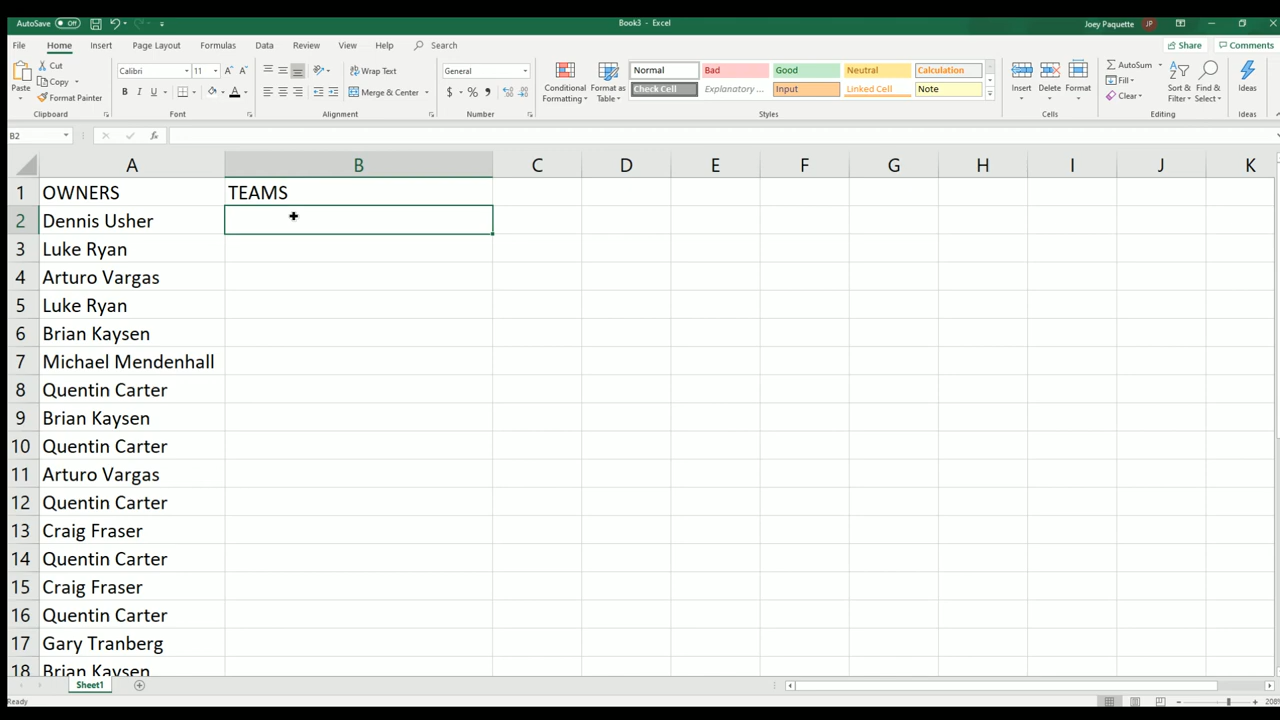 AutoSave Off Book3 - Excel Joey Paquette JP
File Home Insert Page Layout Formulas Data Review View Help Search Share Comments
Paste Cut Copy Format Painter Clipboard
Calibri 11 B I U Font
Wrap Text Merge & Center Alignment
General $ % Number
Conditional Formatting Format as Table
Normal Bad Good Neutral Calculation
Check Cell Explanatory ... Input Linked Cell Note
Styles
Insert Delete Format Cells
AutoSum Fill Clear Sort & Filter Find & Select Editing
Ideas Ideas
B2 fx
A B C D E F G H I J K
1 OWNERS TEAMS
2 Dennis Usher
3 Luke Ryan
4 Arturo Vargas
5 Luke Ryan
6 Brian Kaysen
7 Michael Mendenhall
8 Quentin Carter
9 Brian Kaysen
10 Quentin Carter
11 Arturo Vargas
12 Quentin Carter
13 Craig Fraser
14 Quentin Carter
15 Craig Fraser
16 Quentin Carter
17 Gary Tranberg
18 Brian Kaysen
Sheet1
Ready 208%